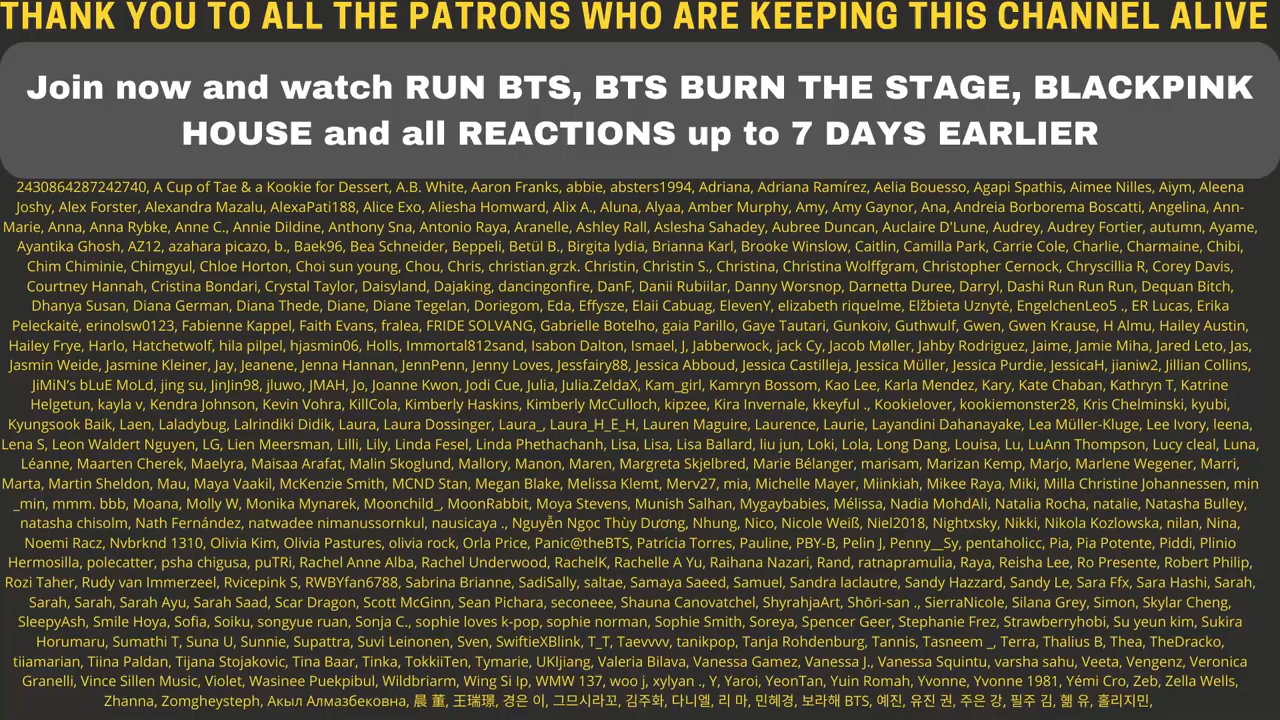 THANK YOU TO ALL THE PATRONS WHO ARE KEEPING THIS CHANNEL ALIVE
Join now and watch RUN BTS, BTS BURN THE STAGE, BLACKPINK
HOUSE and all REACTIONS up to 7 DAYS EARLIER
2430864287242740, A Cup of Tae & a Kookie for Dessert, A.B. White, Aaron Franks, abbie, absters1994, Adriana, Adriana Ramírez, Aelia Bouesso, Agapi Spathis, Aimee Nilles, Aiym, Aleena
Joshy, Alex Forster, Alexandra Mazalu, AlexaPati188, Alice Exo, Aliesha Homward, Alix A., Aluna, Alyaa, Amber Murphy, Amy, Amy Gaynor, Ana, Andreia Borborema Boscatti, Angelina, Ann-
Marie, Anna, Anna Rybke, Anne C., Annie Dildine, Anthony Sna, Antonio Raya, Aranelle, Ashley Rall, Aslesha Sahadey, Aubree Duncan, Auclaire D'Lune, Audrey, Audrey Fortier, autumn, Ayame,
Ayantika Ghosh, AZ12, azahara picazo, b., Baek96, Bea Schneider, Beppeli, Betül B., Birgita lydia, Brianna Karl, Brooke Winslow, Caitlin, Camilla Park, Carrie Cole, Charlie, Charmaine, Chibi,
Chim Chiminie, Chimgyul, Chloe Horton, Choi sun young, Chou, Chris, christian.grzk. Christin, Christin S., Christina, Christina Wolffgram, Christopher Cernock, Chryscillia R, Corey Davis,
Courtney Hannah, Cristina Bondari, Crystal Taylor, Daisyland, Dajaking, dancingonfire, DanF, Danii Rubiilar, Danny Worsnop, Darnetta Duree, Darryl, Dashi Run Run Run, Dequan Bitch,
Dhanya Susan, Diana German, Diana Thede, Diane, Diane Tegelan, Doriegom, Eda, Effysze, Elaii Cabuag, ElevenY, elizabeth riquelme, Elžbieta Uznytė, EngelchenLeo5 ., ER Lucas, Erika
Peleckaitė, erinolsw0123, Fabienne Kappel, Faith Evans, fralea, FRIDE SOLVANG, Gabrielle Botelho, gaia Parillo, Gaye Tautari, Gunkoiv, Guthwulf, Gwen, Gwen Krause, H Almu, Hailey Austin,
Hailey Frye, Harlo, Hatchetwolf, hila pilpel, hjasmin06, Holls, Immortal812sand, Isabon Dalton, Ismael, J, Jabberwock, jack Cy, Jacob Møller, Jahby Rodriguez, Jaime, Jamie Miha, Jared Leto, Jas,
Jasmin Weide, Jasmine Kleiner, Jay, Jeanene, Jenna Hannan, JennPenn, Jenny Loves, Jessfairy88, Jessica Abboud, Jessica Castilleja, Jessica Müller, Jessica Purdie, JessicaH, jianiw2, Jillian Collins,
JiMiN's bLuE MoLd, jing su, JinJin98, jluwo, JMAH, Jo, Joanne Kwon, Jodi Cue, Julia, Julia.ZeldaX, Kam_girl, Kamryn Bossom, Kao Lee, Karla Mendez, Kary, Kate Chaban, Kathryn T, Katrine
Helgetun, kayla v, Kendra Johnson, Kevin Vohra, KillCola, Kimberly Haskins, Kimberly McCulloch, kipzee, Kira Invernale, kkeyful ., Kookielover, kookiemonster28, Kris Chelminski, kyubi,
Kyungsook Baik, Laen, Laladybug, Lalrindiki Didik, Laura, Laura Dossinger, Laura_, Laura_H_E_H, Lauren Maguire, Laurence, Laurie, Layandini Dahanayake, Lea Müller-Kluge, Lee Ivory, leena,
Lena S, Leon Waldert Nguyen, LG, Lien Meersman, Lilli, Lily, Linda Fesel, Linda Phethachanh, Lisa, Lisa, Lisa Ballard, liu jun, Loki, Lola, Long Dang, Louisa, Lu, LuAnn Thompson, Lucy cleal, Luna,
Léanne, Maarten Cherek, Maelyra, Maisaa Arafat, Malin Skoglund, Mallory, Manon, Maren, Margreta Skjelbred, Marie Bélanger, marisam, Marizan Kemp, Marjo, Marlene Wegener, Marri,
Marta, Martin Sheldon, Mau, Maya Vaakil, McKenzie Smith, MCND Stan, Megan Blake, Melissa Klemt, Merv27, mia, Michelle Mayer, Miinkiah, Mikee Raya, Miki, Milla Christine Johannessen, min
_min, mmm. bbb, Moana, Molly W, Monika Mynarek, Moonchild_, MoonRabbit, Moya Stevens, Munish Salhan, Mygaybabies, Mélissa, Nadia MohdAli, Natalia Rocha, natalie, Natasha Bulley,
natasha chisolm, Nath Fernández, natwadee nimanussornkul, nausicaya ., Nguyễn Ngọc Thùy Dương, Nhung, Nico, Nicole Weiß, Niel2018, Nightxsky, Nikki, Nikola Kozlowska, nilan, Nina,
Noemi Racz, Nvbrknd 1310, Olivia Kim, Olivia Pastures, olivia rock, Orla Price, Panic@theBTS, Patrícia Torres, Pauline, PBY-B, Pelin J, Penny__Sy, pentaholicc, Pia, Pia Potente, Piddi, Plinio
Hermosilla, polecatter, psha chigusa, puTRi, Rachel Anne Alba, Rachel Underwood, RachelK, Rachelle A Yu, Raihana Nazari, Rand, ratnapramulia, Raya, Reisha Lee, Ro Presente, Robert Philip,
Rozi Taher, Rudy van Immerzeel, Rvicepink S, RWBYfan6788, Sabrina Brianne, SadiSally, saltae, Samaya Saeed, Samuel, Sandra laclautre, Sandy Hazzard, Sandy Le, Sara Ffx, Sara Hashi, Sarah,
Sarah, Sarah, Sarah Ayu, Sarah Saad, Scar Dragon, Scott McGinn, Sean Pichara, seconeee, Shauna Canovatchel, ShyrahjaArt, Shōri-san ., SierraNicole, Silana Grey, Simon, Skylar Cheng,
SleepyAsh, Smile Hoya, Sofia, Soiku, songyue ruan, Sonja C., sophie loves k-pop, sophie norman, Sophie Smith, Soreya, Spencer Geer, Stephanie Frez, Strawberryhobi, Su yeun kim, Sukira
Horumaru, Sumathi T, Suna U, Sunnie, Supattra, Suvi Leinonen, Sven, SwiftieXBlink, T_T, Taevvvv, tanikpop, Tanja Rohdenburg, Tannis, Tasneem _, Terra, Thalius B, Thea, TheDracko,
tiiamarian, Tiina Paldan, Tijana Stojakovic, Tina Baar, Tinka, TokkiiTen, Tymarie, UKIjiang, Valeria Bilava, Vanessa Gamez, Vanessa J., Vanessa Squintu, varsha sahu, Veeta, Vengenz, Veronica
Granelli, Vince Sillen Music, Violet, Wasinee Puekpibul, Wildbriarm, Wing Si Ip, WMW 137, woo j, xylyan ., Y, Yaroi, YeonTan, Yuin Romah, Yvonne, Yvonne 1981, Yémi Cro, Zeb, Zella Wells,
Zhanna, Zomgheysteph, Акыл Алмазбековна, 晨 董, 王瑞璟, 경은 이, 그므시라꼬, 김주화, 다니엘, 리 마, 민혜경, 보라해 BTS, 예진, 유진 권, 주은 강, 필주 김, 혦 유, 홀리지민,